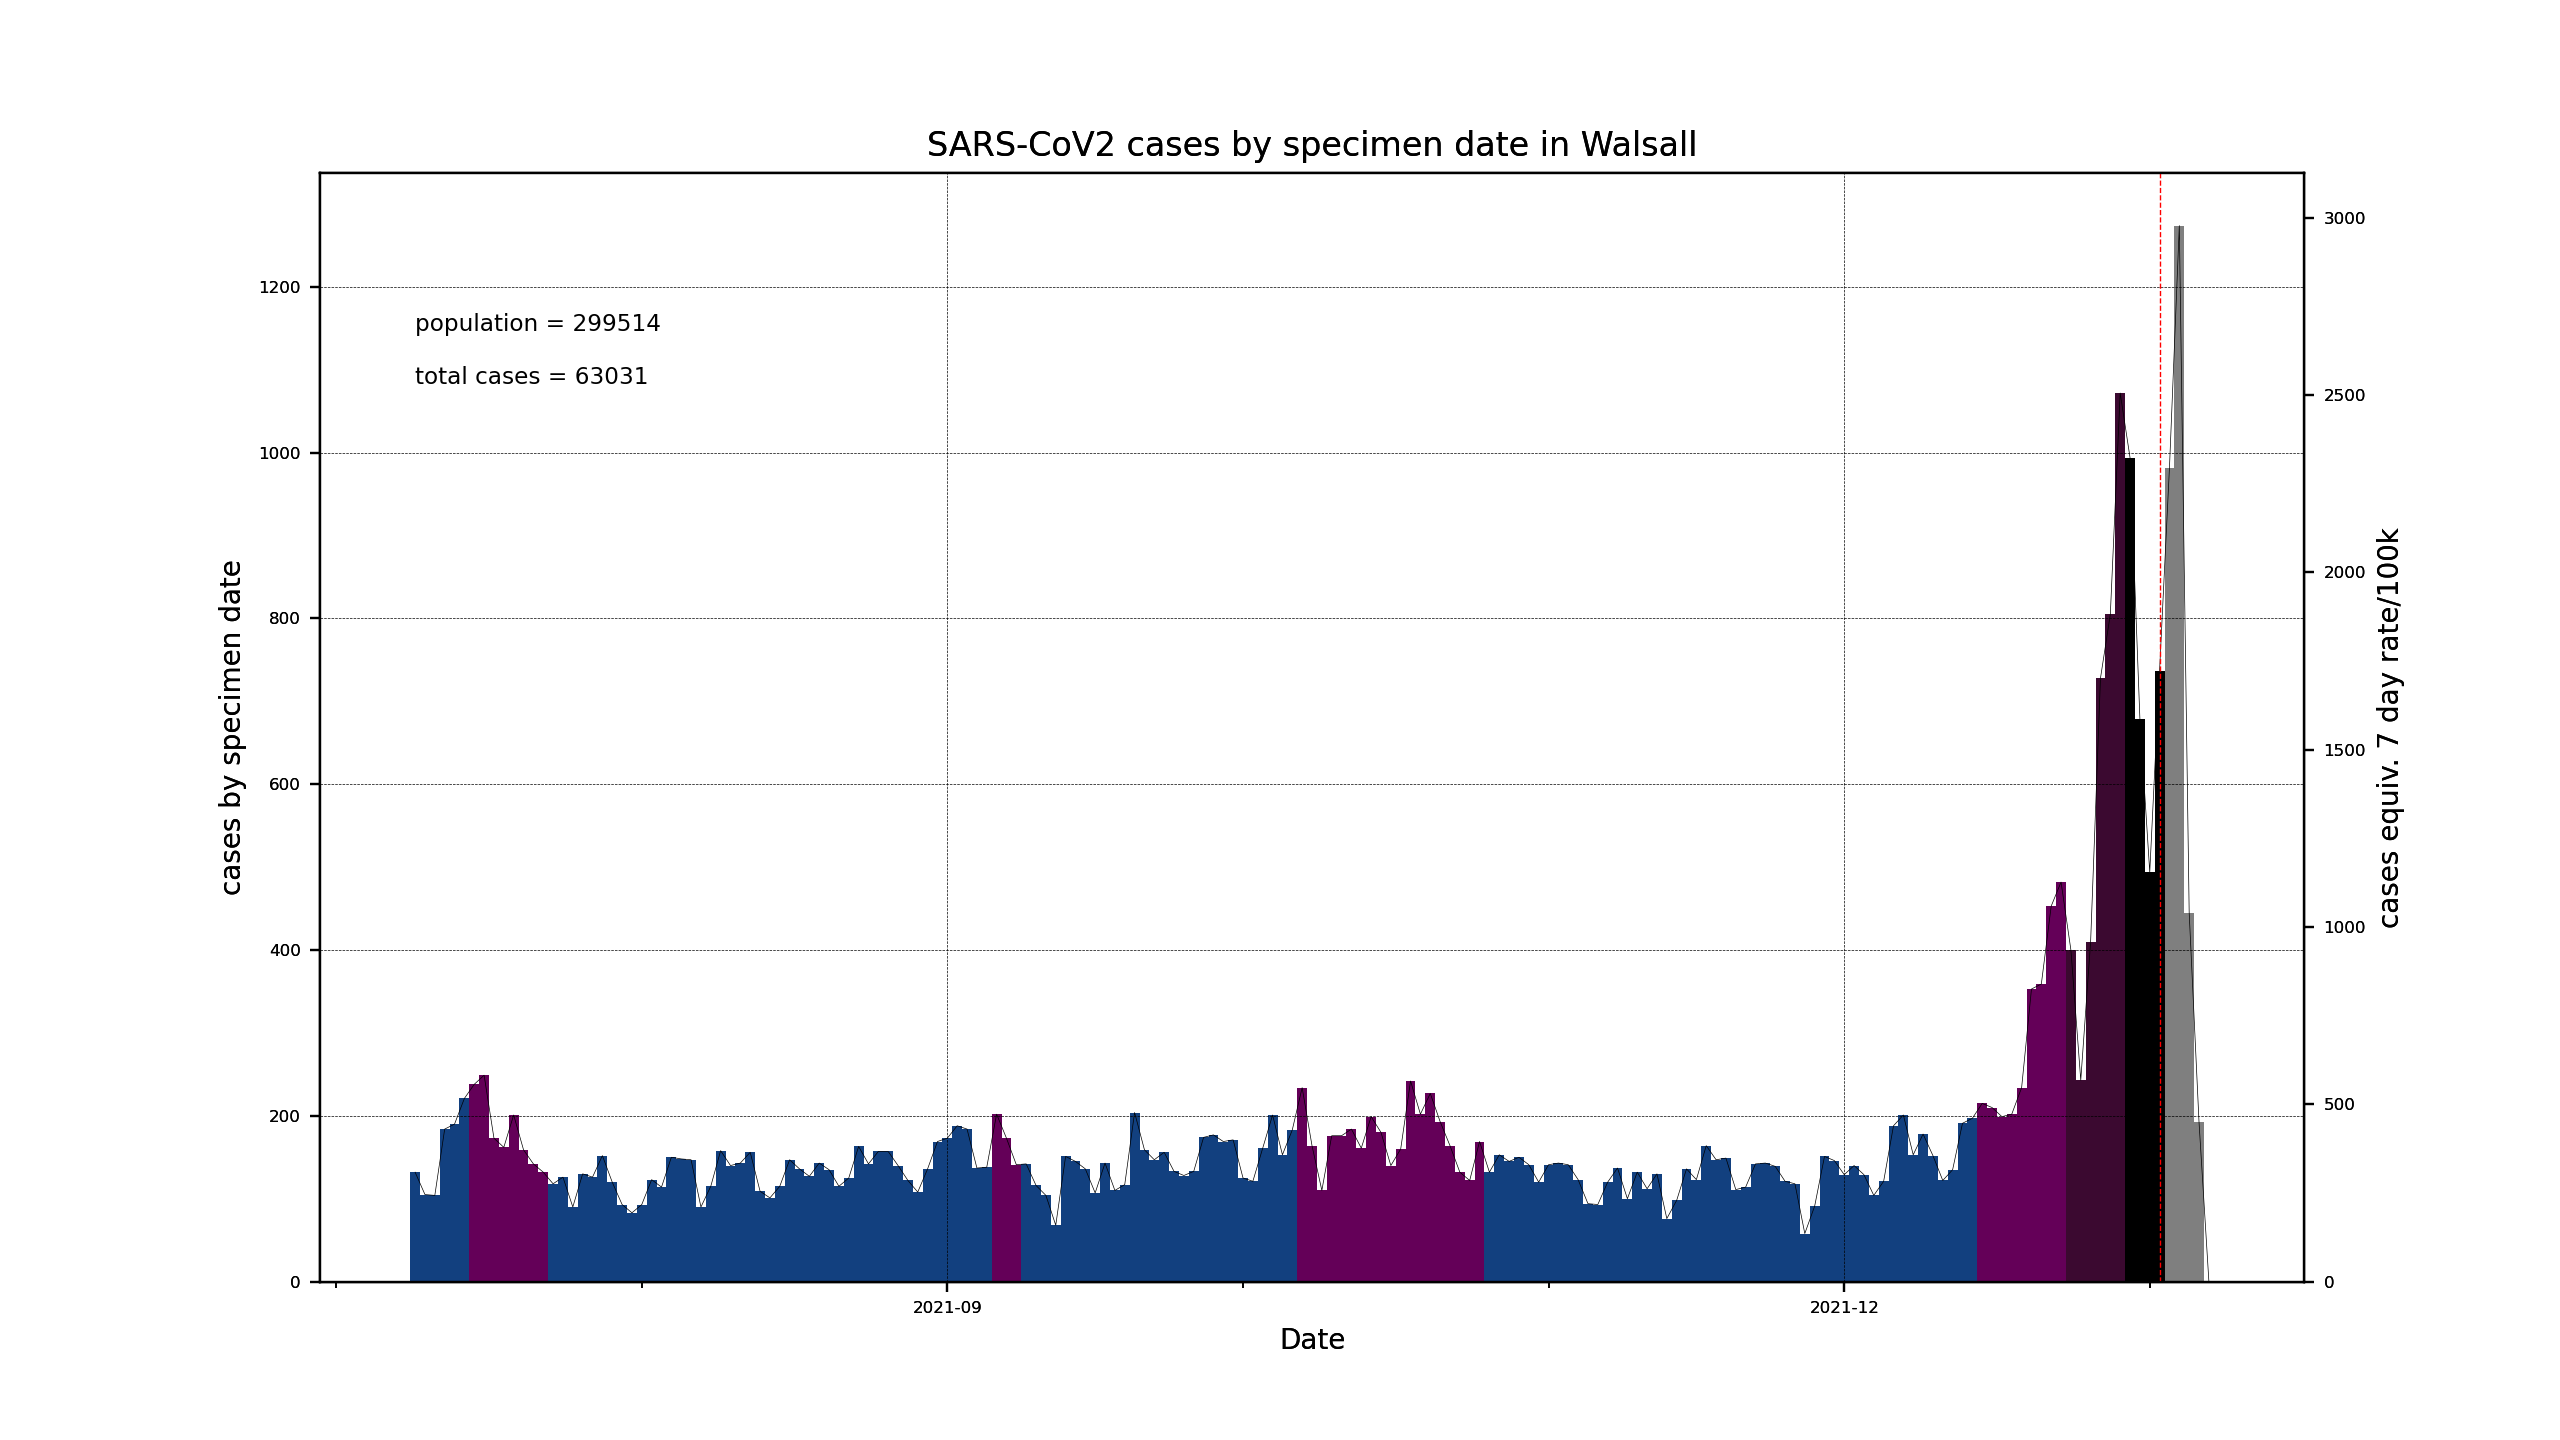 SARS-CoV2 cases by specimen date in Walsall
population = 299514
total cases = 63031
cases by specimen date
1200
1000
800
600
400
200
0
3000
2500
2000
1500
1000
500
0
cases equiv. 7 day rate/100k
2021-09
2021-12
Date